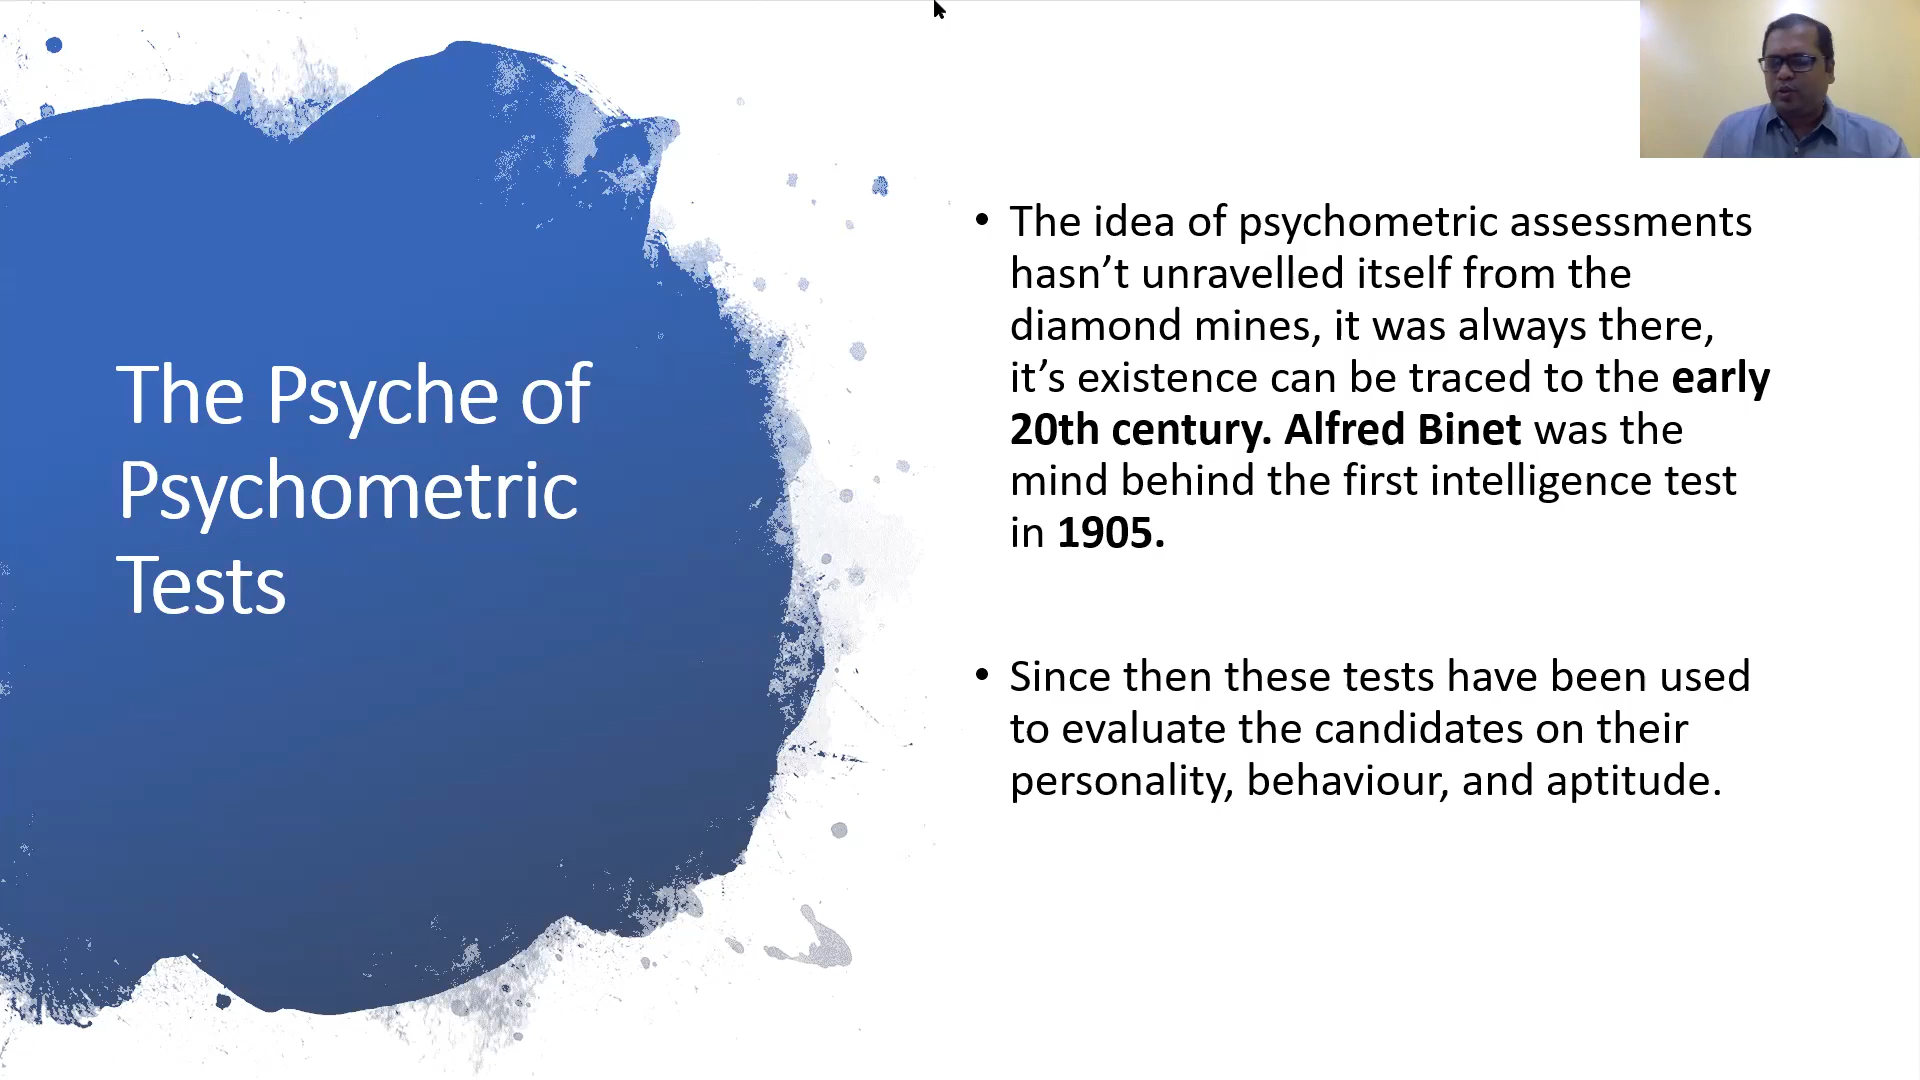 The Psyche of
Psychometric
Tests
• The idea of psychometric assessments
hasn’t unravelled itself from the
diamond mines, it was always there,
it’s existence can be traced to the early
20th century. Alfred Binet was the
mind behind the first intelligence test
in 1905.
• Since then these tests have been used
to evaluate the candidates on their
personality, behaviour, and aptitude.